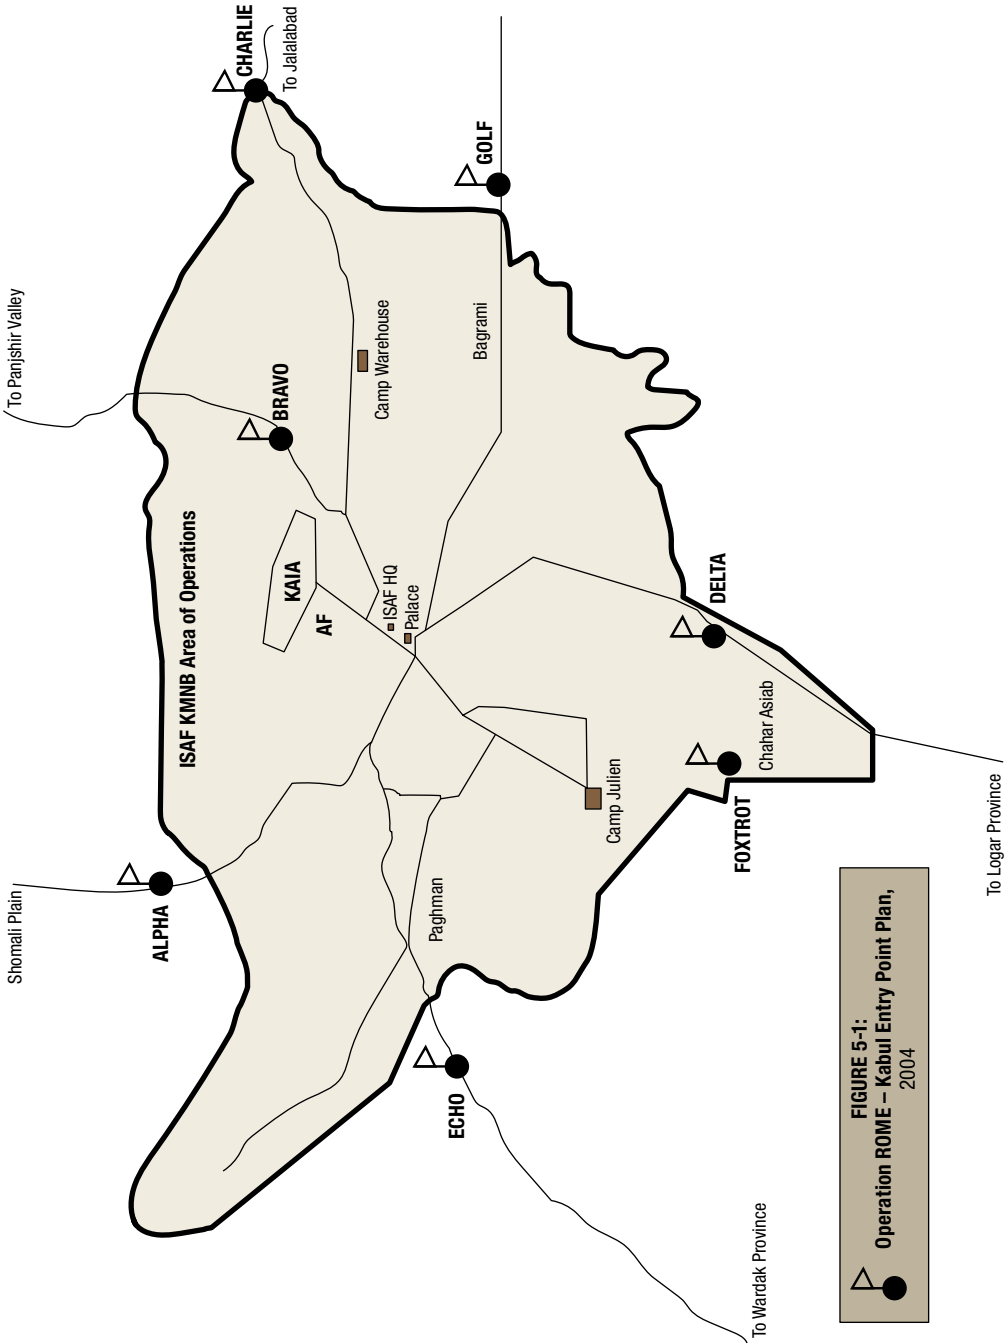 Shomali Plain
To Panjshir Valley
CHARLIE
To Jalalabad
ALPHA
ISAF KMNB Area of Operations
BRAVO
GOLF
KAIA
AF
Camp Warehouse
ISAF HQ
Palace
Bagrami
Paghman
ECHO
Camp Julien
DELTA
FOXTROT
Chahar Asiab
To Wardak Province
To Logar Province
FIGURE 5-1:
Operation ROME – Kabul Entry Point Plan,
2004